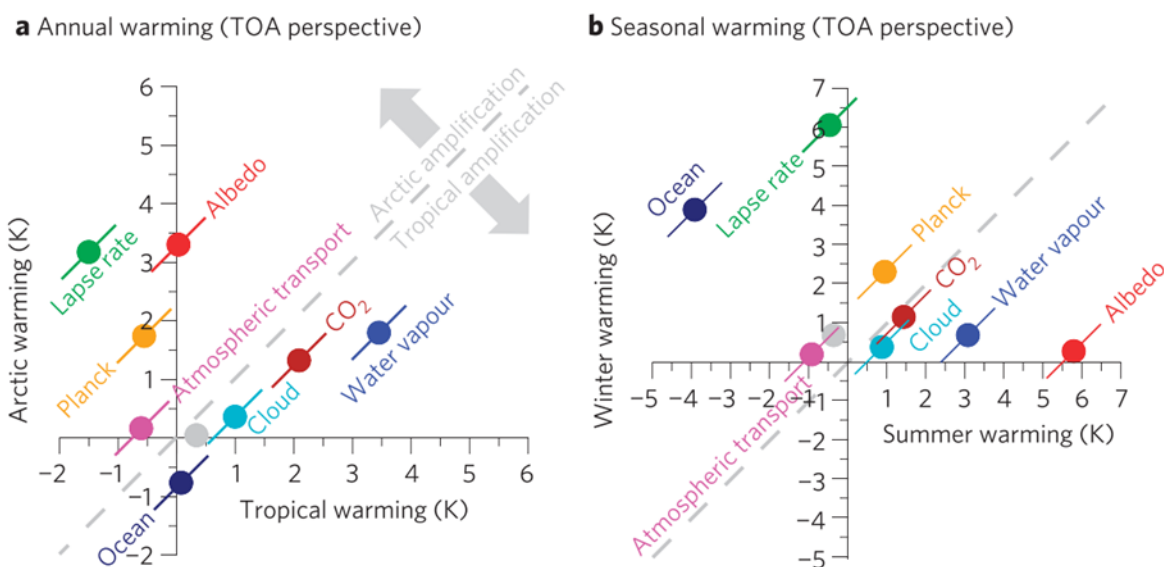 a Annual warming (TOA perspective)
6
5
4
3
2
1
0
−1
−2
Arctic warming (K)
−2
−1
1
2
3
4
5
6
Tropical warming (K)
Arctic amplification
Tropical amplification
Albedo
Lapse rate
Planck
Atmospheric transport
CO2
Water vapour
Cloud
Ocean
b Seasonal warming (TOA perspective)
7
6
5
4
3
2
1
−1
−2
−3
−4
−5
Winter warming (K)
−5
−4
−3
−2
−1
1
2
3
4
5
6
7
Summer warming (K)
Ocean
Lapse rate
Planck
CO2
Cloud
Water vapour
Albedo
Atmospheric transport